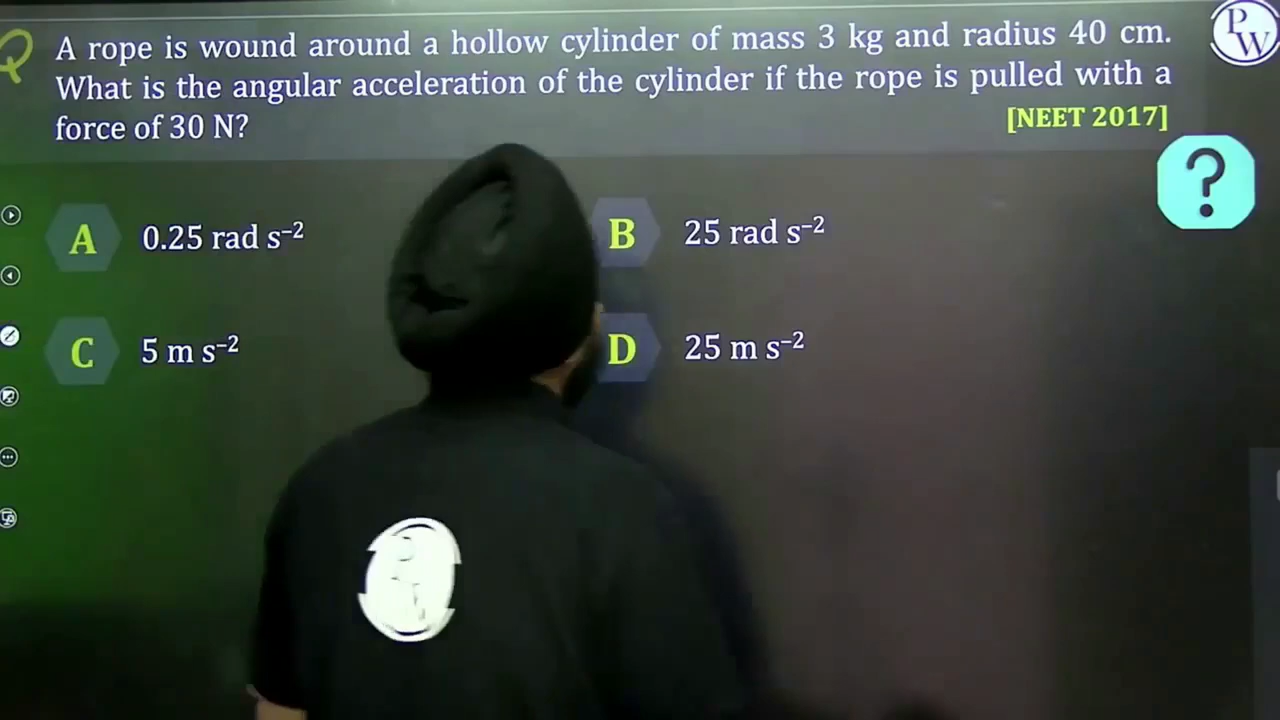 Q
A rope is wound around a hollow cylinder of mass 3 kg and radius 40 cm.
What is the angular acceleration of the cylinder if the rope is pulled with a
force of 30 N?
[NEET 2017]
PW
?
A 0.25 rad s⁻²
B 25 rad s⁻²
C 5 m s⁻²
D 25 m s⁻²